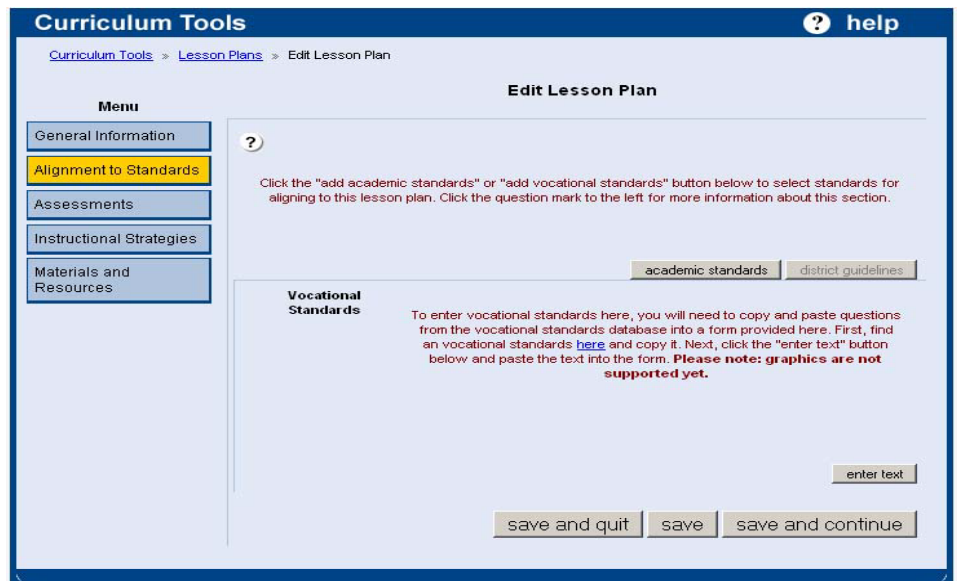 Curriculum Tools
? help
Curriculum Tools » Lesson Plans » Edit Lesson Plan
Edit Lesson Plan
Menu
General Information
Alignment to Standards
Assessments
Instructional Strategies
Materials and
Resources
?
Click the "add academic standards" or "add vocational standards" button below to select standards for
aligning to this lesson plan. Click the question mark to the left for more information about this section.
academic standards
district guidelines
Vocational
Standards
To enter vocational standards here, you will need to copy and paste questions
from the vocational standards database into a form provided here. First, find
an vocational standards here and copy it. Next, click the "enter text" button
below and paste the text into the form. Please note: graphics are not
supported yet.
enter text
save and quit
save
save and continue